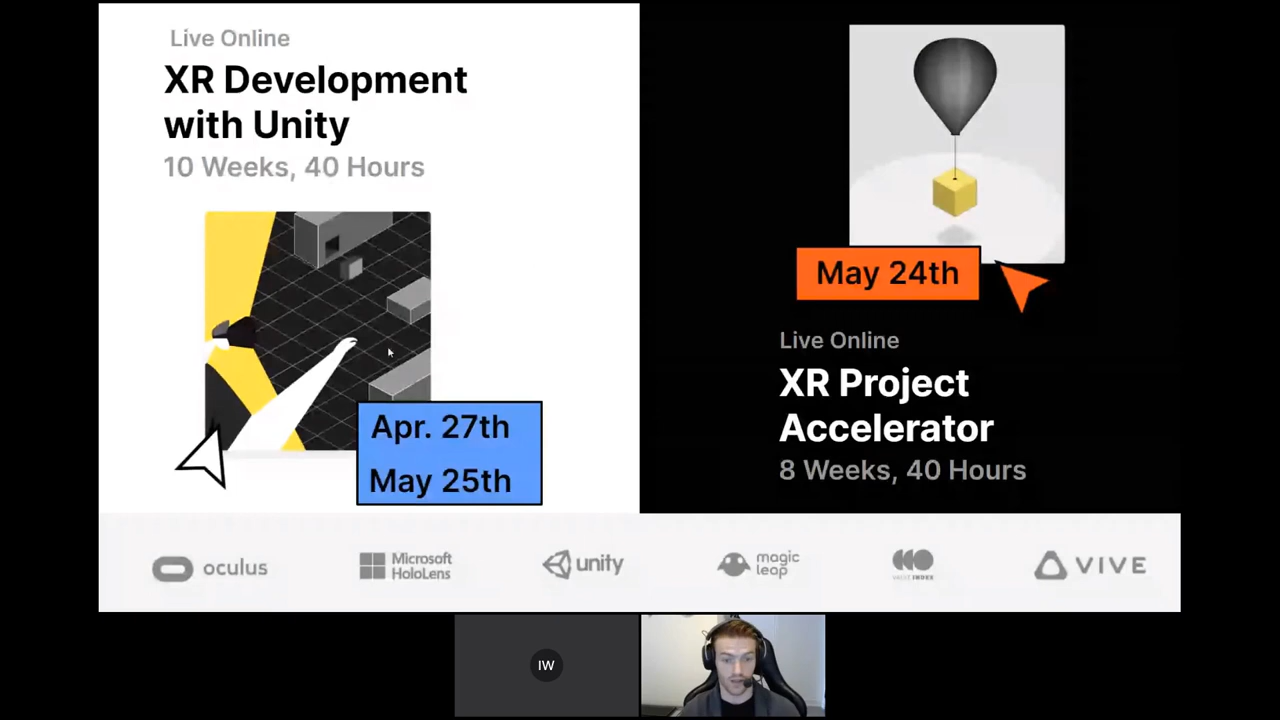 Live Online
XR Development
with Unity
10 Weeks, 40 Hours
Apr. 27th
May 25th
May 24th
Live Online
XR Project
Accelerator
8 Weeks, 40 Hours
oculus
Microsoft
HoloLens
unity
magic
leap
INDEX
VIVE
IW